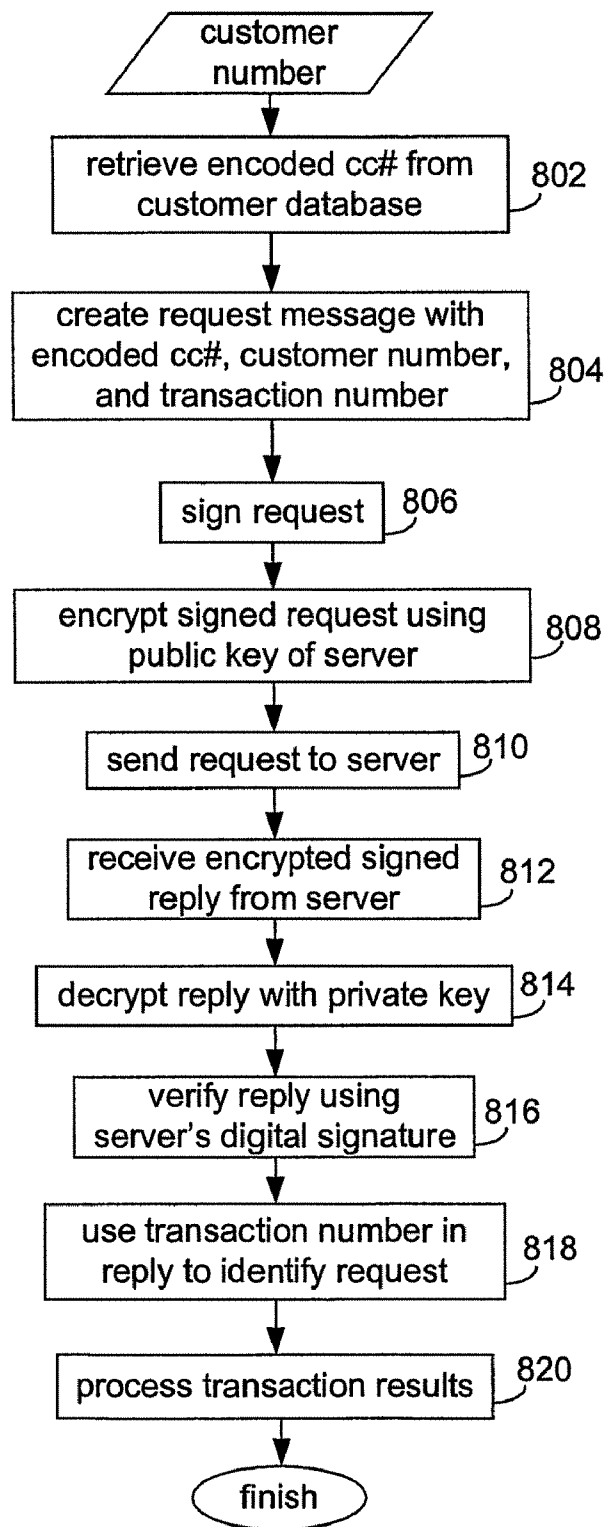 customer
number
retrieve encoded cc# from
customer database
802
create request message with
encoded cc#, customer number,
and transaction number
804
sign request
806
encrypt signed request using
public key of server
808
send request to server
810
receive encrypted signed
reply from server
812
decrypt reply with private key
814
verify reply using
server's digital signature
816
use transaction number in
reply to identify request
818
process transaction results
820
finish